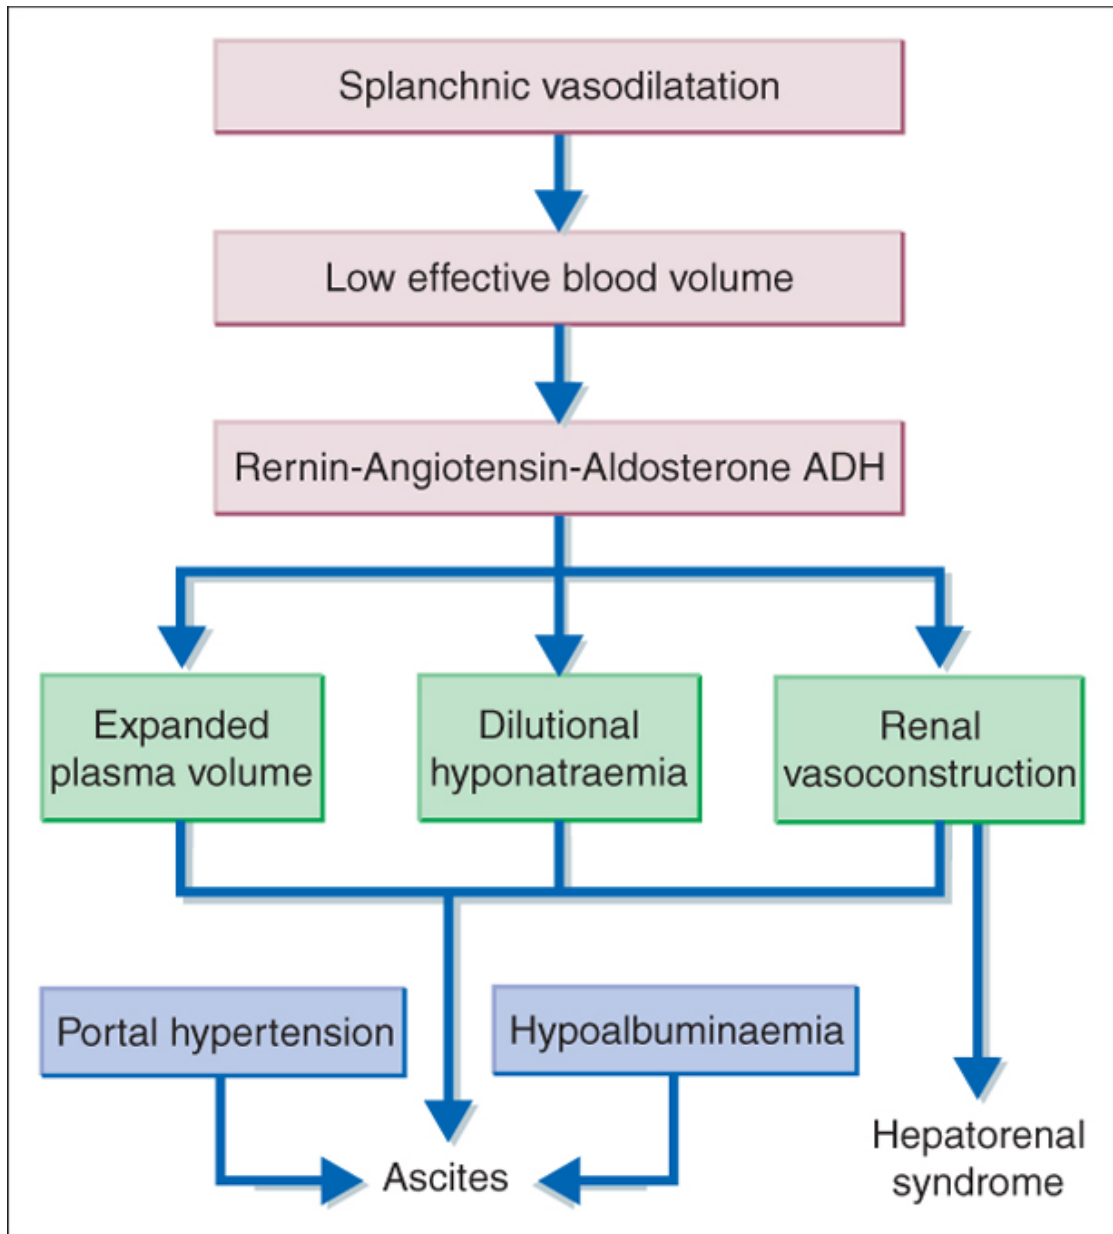 Splanchnic vasodilatation
Low effective blood volume
Rernin-Angiotensin-Aldosterone ADH
Expanded
plasma volume
Dilutional
hyponatraemia
Renal
vasoconstruction
Portal hypertension
Hypoalbuminaemia
Ascites
Hepatorenal
syndrome